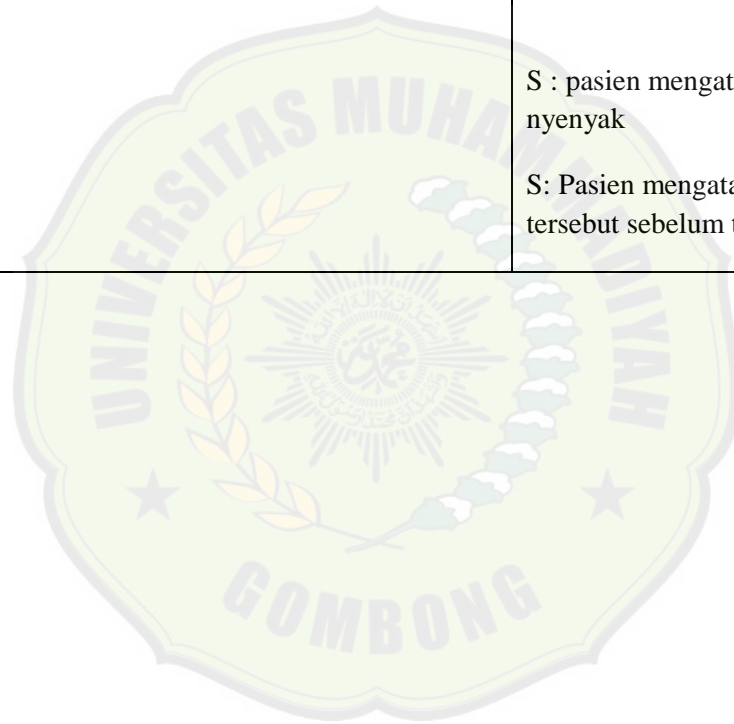 S : pasien mengat
nyenyak
S: Pasien mengata
tersebut sebelum t
UNIVERSITAS MUHAMMADIYAH
GOMBONG